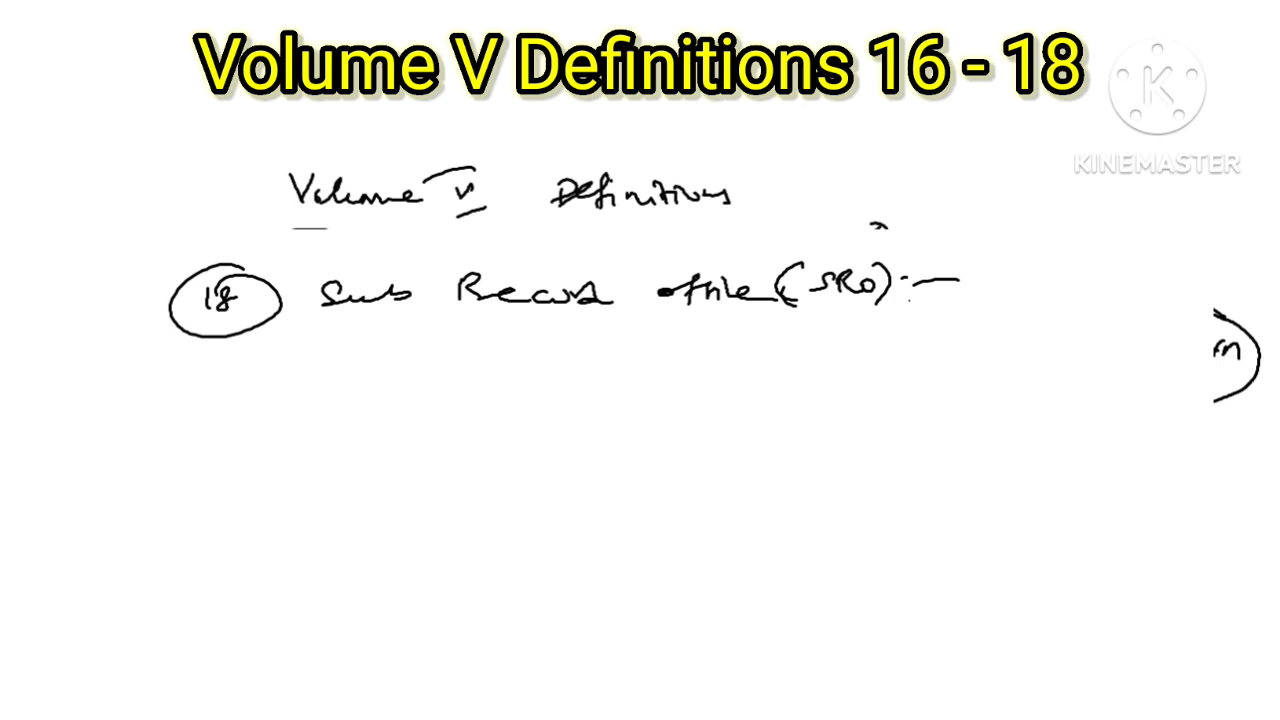 Volume V Definitions 16 - 18
K
KINEMASTER
Volume V Definitions
18 Sub Record office (SRO) :-